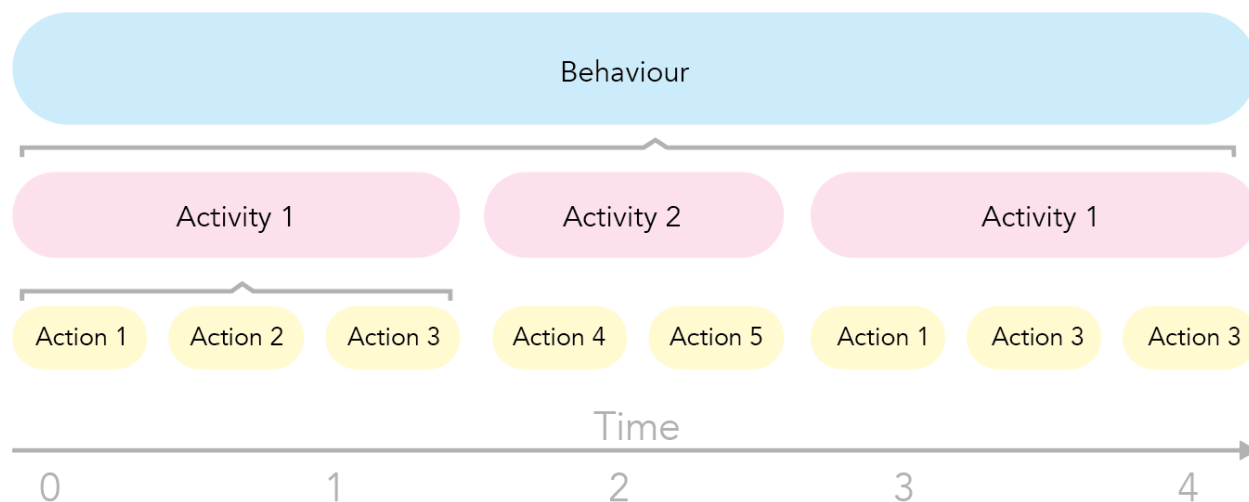 Behaviour
Activity 1 Activity 2 Activity 1
Action 1 Action 2 Action 3 Action 4 Action 5 Action 1 Action 3 Action 3
Time
0 1 2 3 4